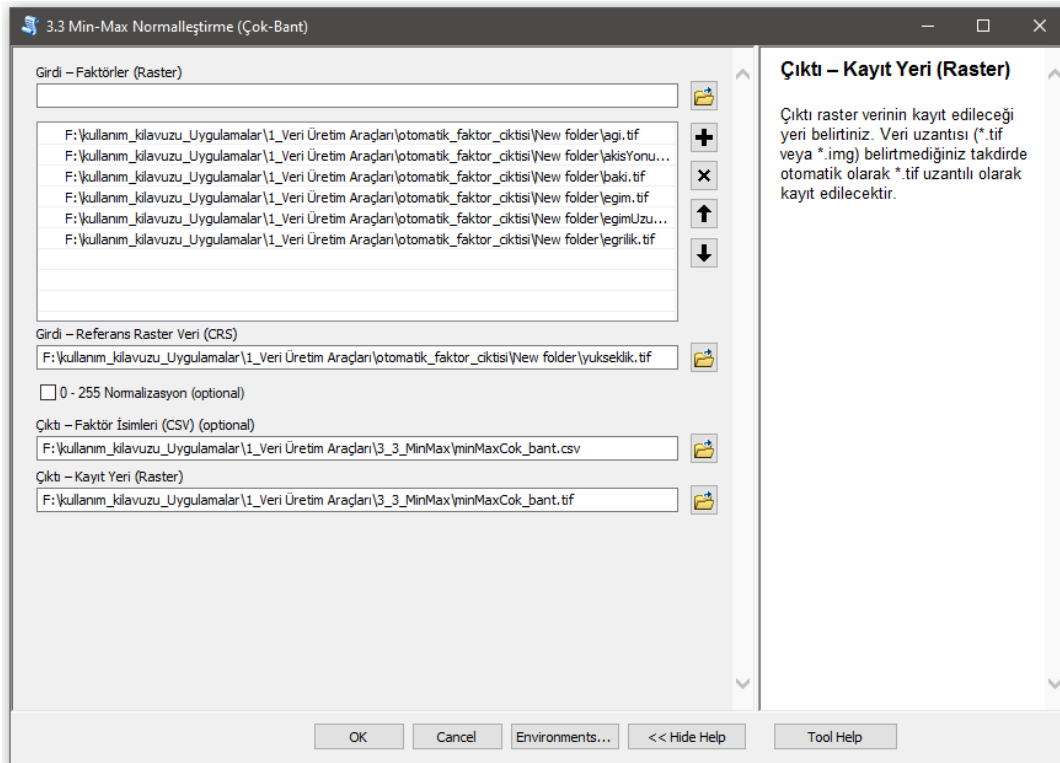 3.3 Min-Max Normalleştirme (Çok-Bant)
Girdi – Faktörler (Raster)
F:\kullanım_kilavuzu_Uygulamalar\1_Veri Üretim Araçları\otomatik_faktor_ciktisi\New folder\agi.tif
F:\kullanım_kilavuzu_Uygulamalar\1_Veri Üretim Araçları\otomatik_faktor_ciktisi\New folder\akisYonu...
F:\kullanım_kilavuzu_Uygulamalar\1_Veri Üretim Araçları\otomatik_faktor_ciktisi\New folder\baki.tif
F:\kullanım_kilavuzu_Uygulamalar\1_Veri Üretim Araçları\otomatik_faktor_ciktisi\New folder\egim.tif
F:\kullanım_kilavuzu_Uygulamalar\1_Veri Üretim Araçları\otomatik_faktor_ciktisi\New folder\egimUzu...
F:\kullanım_kilavuzu_Uygulamalar\1_Veri Üretim Araçları\otomatik_faktor_ciktisi\New folder\egrilik.tif
Girdi – Referans Raster Veri (CRS)
F:\kullanım_kilavuzu_Uygulamalar\1_Veri Üretim Araçları\otomatik_faktor_ciktisi\New folder\yukseklik.tif
0 - 255 Normalizasyon (optional)
Çıktı – Faktör İsimleri (CSV) (optional)
F:\kullanım_kilavuzu_Uygulamalar\1_Veri Üretim Araçları\3_3_MinMax\minMaxCok_bant.csv
Çıktı – Kayıt Yeri (Raster)
F:\kullanım_kilavuzu_Uygulamalar\1_Veri Üretim Araçları\3_3_MinMax\minMaxCok_bant.tif
Çıktı – Kayıt Yeri (Raster)
Çıktı raster verinin kayıt edileceği
yeri belirtiniz. Veri uzantısı (*.tif
veya *.img) belirtmediğiniz takdirde
otomatik olarak *.tif uzantılı olarak
kayıt edilecektir.
OK
Cancel
Environments...
<< Hide Help
Tool Help